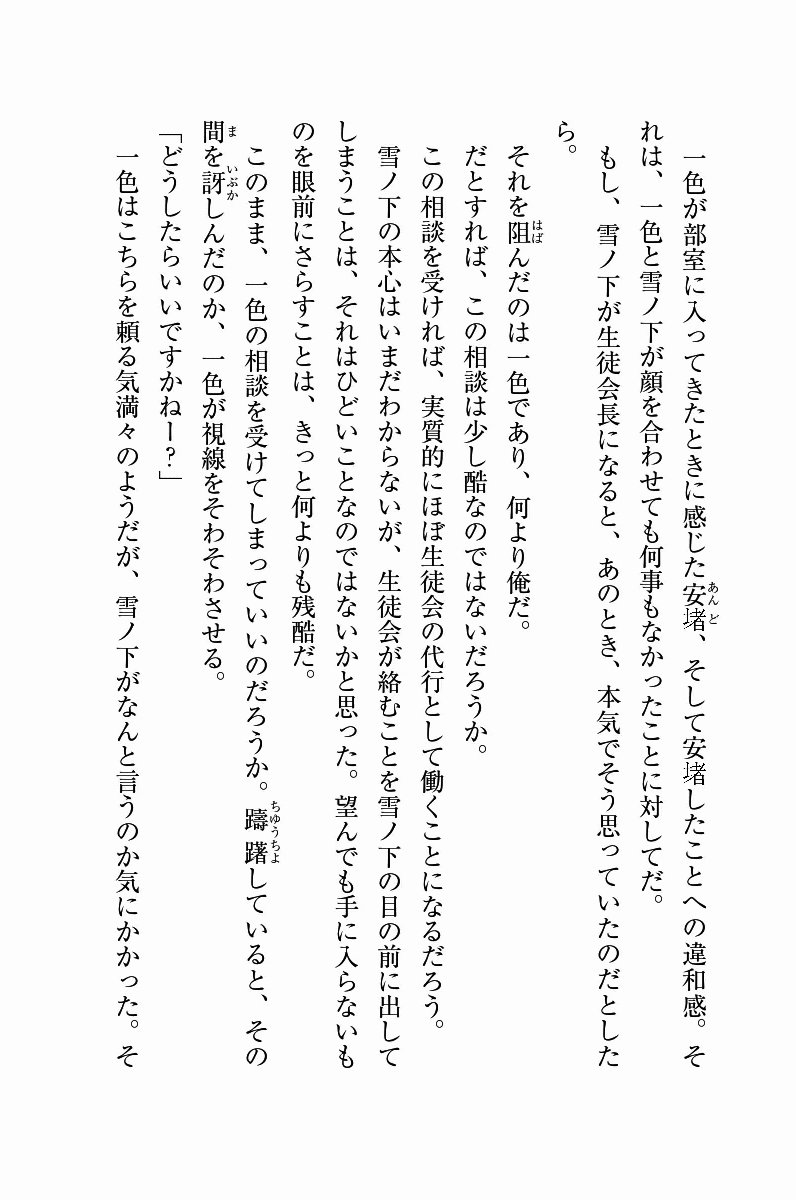 一色が部室に入ってきたときに感じた安堵、そして安堵したことへの違和感。そ
れは、一色と雪ノ下が顔を合わせても何事もなかったことに対してだ。
もし、雪ノ下が生徒会長になると、あのとき、本気でそう思っていたのだとした
ら。
それを阻んだのは一色であり、何より俺だ。
だとすれば、この相談は少し酷なのではないだろうか。
この相談を受ければ、実質的にほぼ生徒会の代行として働くことになるだろう。
雪ノ下の本心はいまだわからないが、生徒会が絡むことを雪ノ下の目の前に出して
しまうことは、それはひどいことなのではないかと思った。望んでも手に入らないも
のを眼前にさらすことは、きっと何よりも残酷だ。
このまま、一色の相談を受けてしまっていいのだろうか。躊躇していると、その
間を訝しんだのか、一色が視線をそわそわさせる。
「どうしたらいいですかねー?」
一色はこちらを頼る気満々のようだが、雪ノ下がなんと言うのか気にかかった。そ